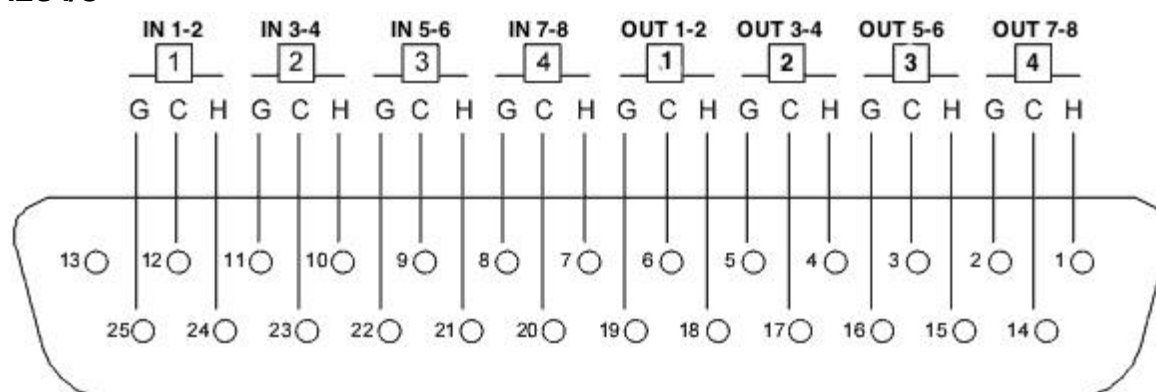 IN 1-2 IN 3-4 IN 5-6 IN 7-8 OUT 1-2 OUT 3-4 OUT 5-6 OUT 7-8
1 2 3 4 1 2 3 4
G C H G C H G C H G C H G C H G C H G C H G C H
13 12 11 10 9 8 7 6 5 4 3 2 1
25 24 23 22 21 20 19 18 17 16 15 14